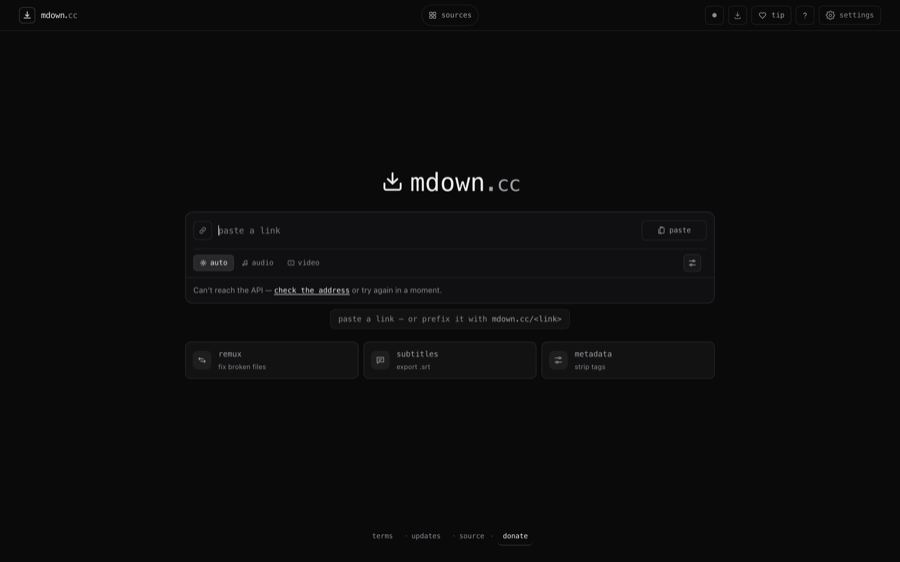 mdown.cc
sources
tip
?
settings
mdown.cc
paste a link
paste
auto
audio
video
Can't reach the API — check the address or try again in a moment.
paste a link — or prefix it with mdown.cc/<link>
remux
fix broken files
subtitles
export .srt
metadata
strip tags
terms · updates · source · donate